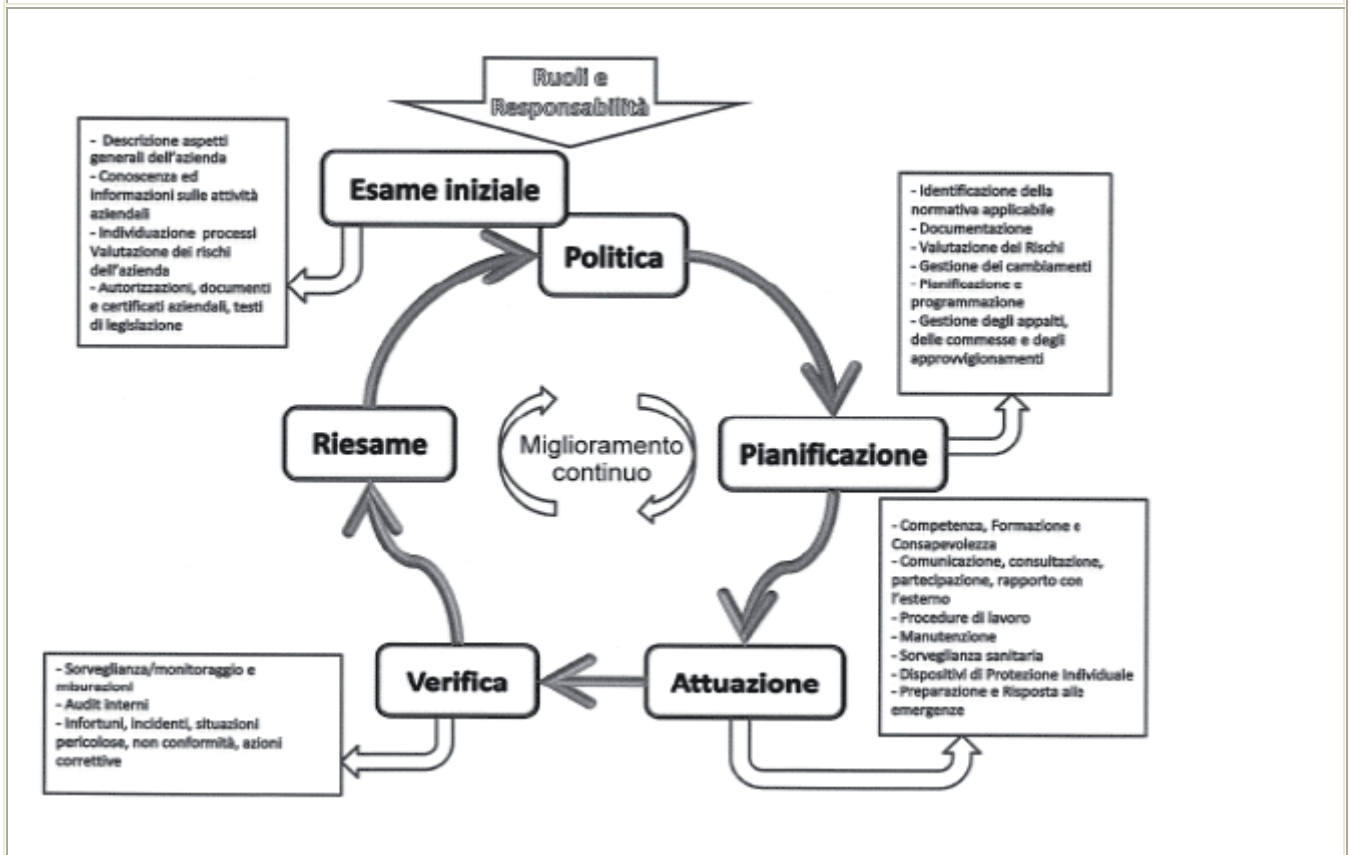 Ruoli e
Responsabilità
- Descrizione aspetti
generali dell'azienda
- Conoscenza ed
informazioni sulle attività
aziendali
- Individuazione processi
Valutazione dei rischi
dell'azienda
- Autorizzazioni, documenti
e certificati aziendali, testi
di legislazione
Esame iniziale
Politica
- Identificazione della
normativa applicabile
- Documentazione
- Valutazione dei Rischi
- Gestione dei cambiamenti
- Pianificazione e
programmazione
- Gestione degli appalti,
delle commesse e degli
approvvigionamenti
Riesame
Miglioramento
continuo
Pianificazione
- Competenza, Formazione e
Consapevolezza
- Comunicazione, consultazione,
partecipazione, rapporto con
l'esterno
- Procedure di lavoro
- Manutenzione
- Sorveglianza sanitaria
- Dispositivi di Protezione Individuale
- Preparazione e Risposta alle
emergenze
- Sorveglianza/monitoraggio e
misurazioni
- Audit interni
- Infortuni, incidenti, situazioni
pericolose, non conformità, azioni
correttive
Verifica
Attuazione